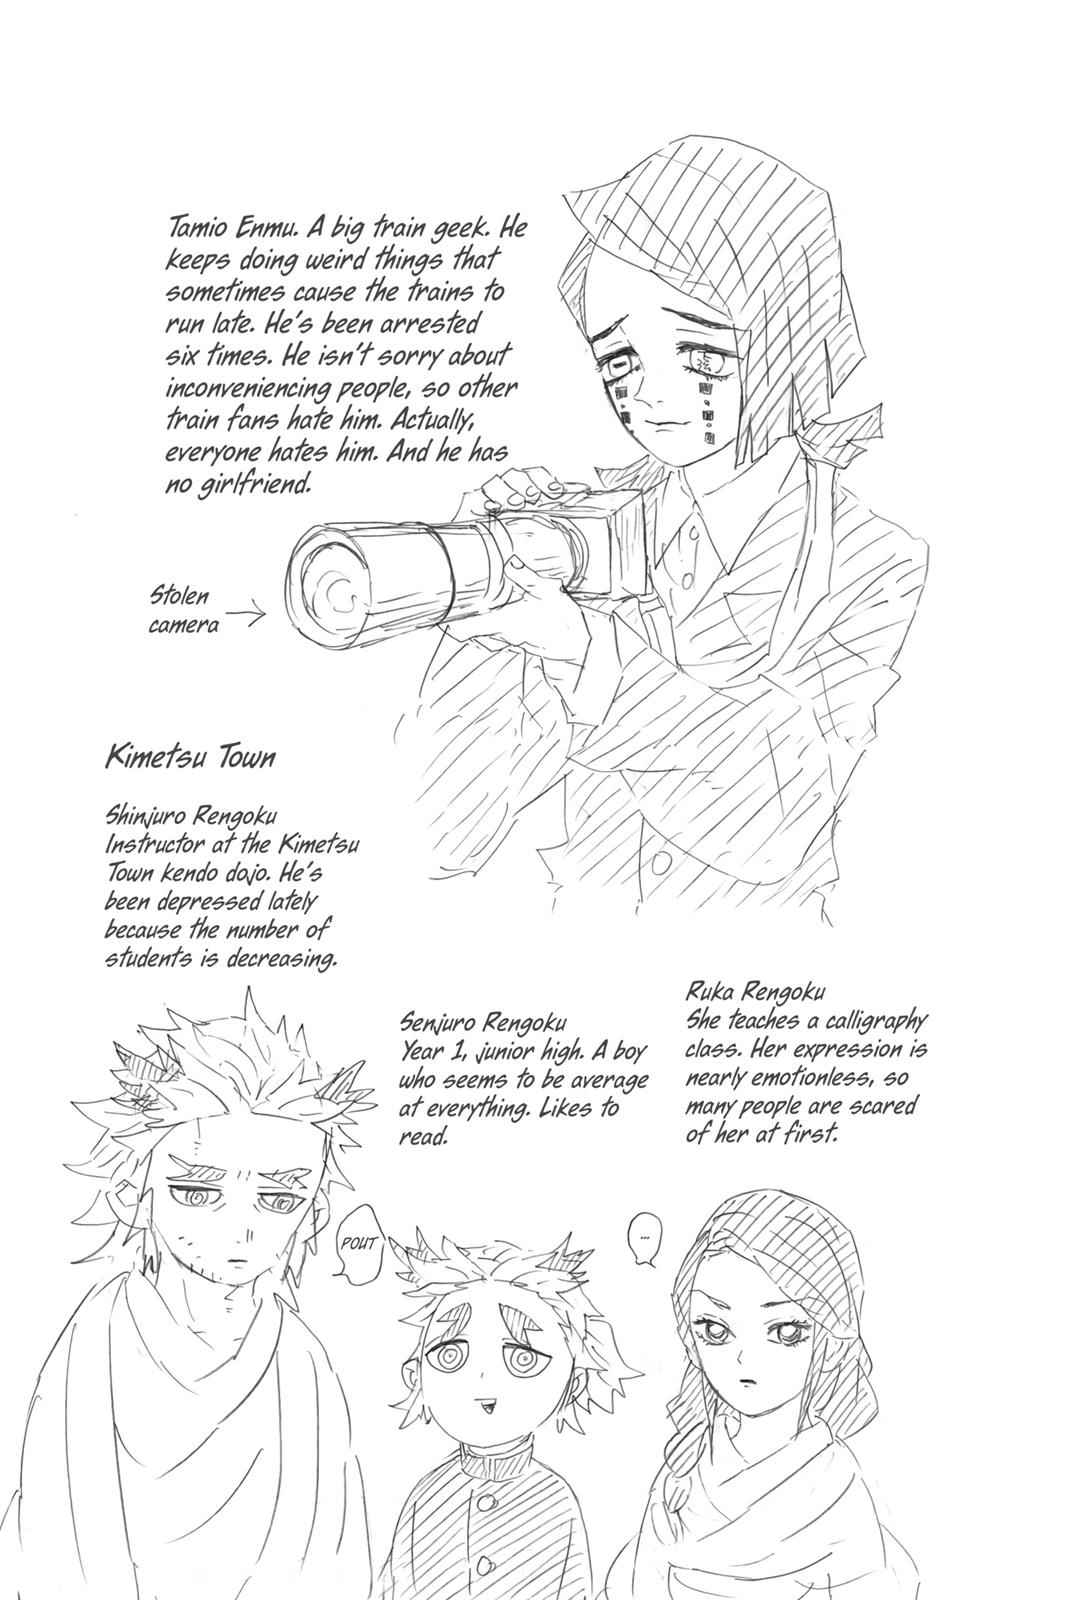 Tamio Enmu. A big train geek. He
keeps doing weird things that
sometimes cause the trains to
run late. He's been arrested
six times. He isn't sorry about
inconveniencing people, so other
train fans hate him. Actually,
everyone hates him. And he has
no girlfriend.
Stolen
camera
Kimetsu Town
Shinjuro Rengoku
Instructor at the Kimetsu
Town kendo dojo. He's
been depressed lately
because the number of
students is decreasing.
Senjuro Rengoku
Year 1, junior high. A boy
who seems to be average
at everything. Likes to
read.
Ruka Rengoku
She teaches a calligraphy
class. Her expression is
nearly emotionless, so
many people are scared
of her at first.
POUT
...